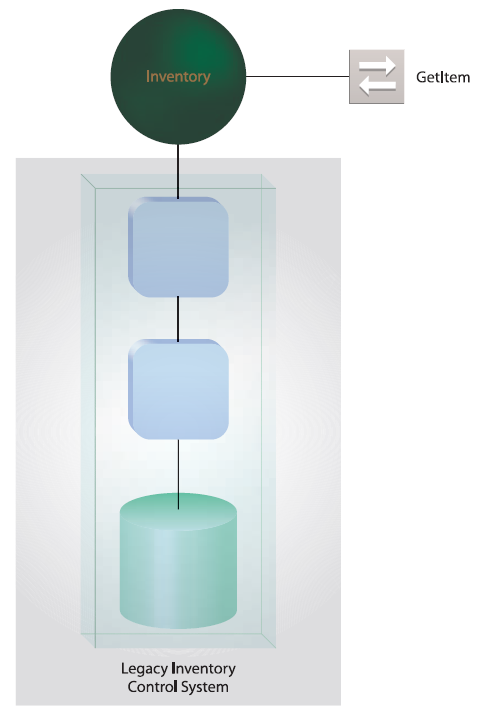 Inventory
GetItem
Legacy Inventory
Control System